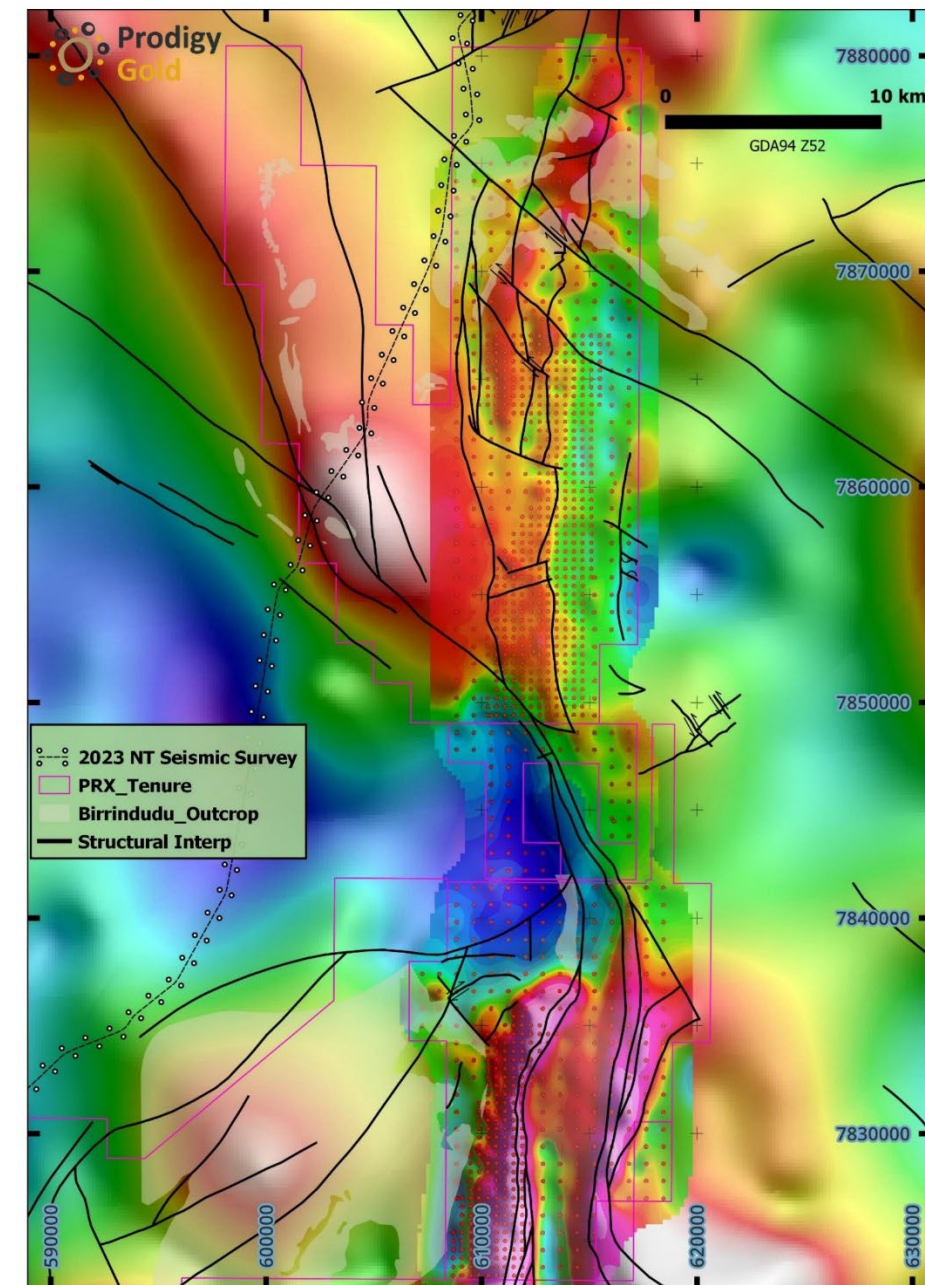 Prodigy
Gold
0 10 km
GDA94 Z52
7880000
7870000
7860000
7850000
2023 NT Seismic Survey
PRX_Tenure
Birrindudu_Outcrop
Structural Interp
7840000
7830000
590000
600000
610000
620000
630000